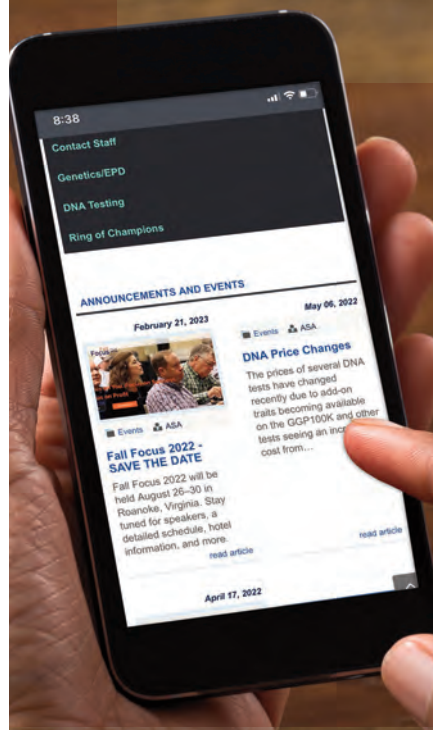 8:38
Contact Staff
Genetics/EPD
DNA Testing
Ring of Champions
ANNOUNCEMENTS AND EVENTS
February 21, 2023
Focus on
on Profit
Events ASA
Fall Focus 2022 -
SAVE THE DATE
Fall Focus 2022 will be
held August 26–30 in
Roanoke, Virginia. Stay
tuned for speakers, a
detailed schedule, hotel
information, and more.
read article
May 06, 2022
Events ASA
DNA Price Changes
The prices of several DNA
tests have changed
recently due to add-on
traits becoming available
on the GGP100K and other
tests seeing an
cost from…
read article
April 17, 2022